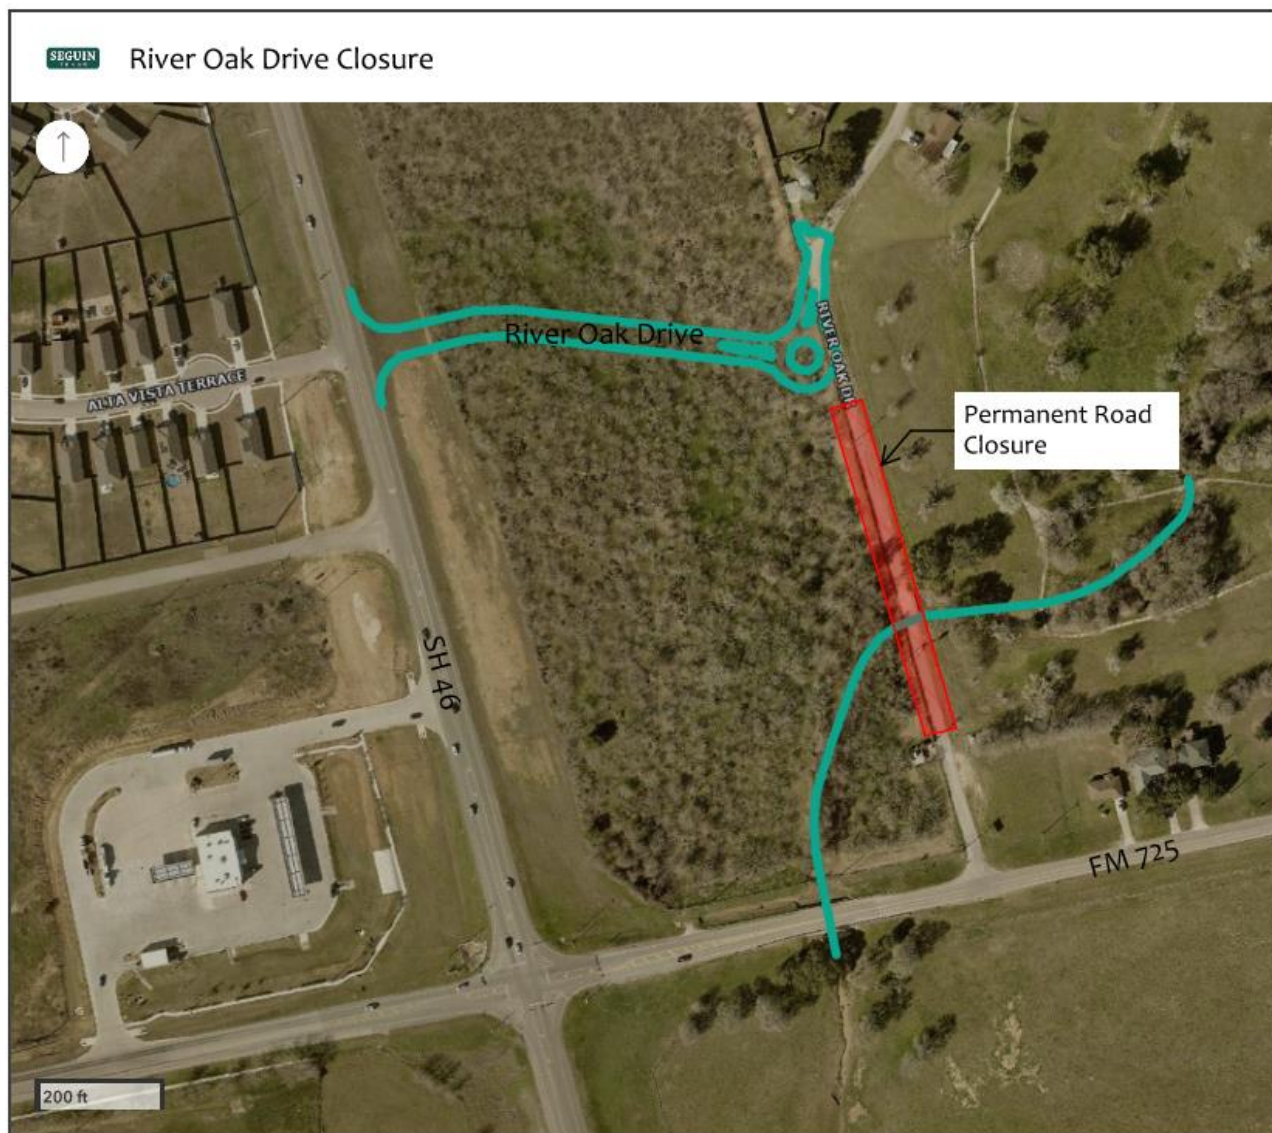 SEGUIN
TEXAS
River Oak Drive Closure
River Oak Drive
RIVER OAK DR
ALTA VISTA TERRACE
Permanent Road
Closure
SH 46
FM 725
200 ft